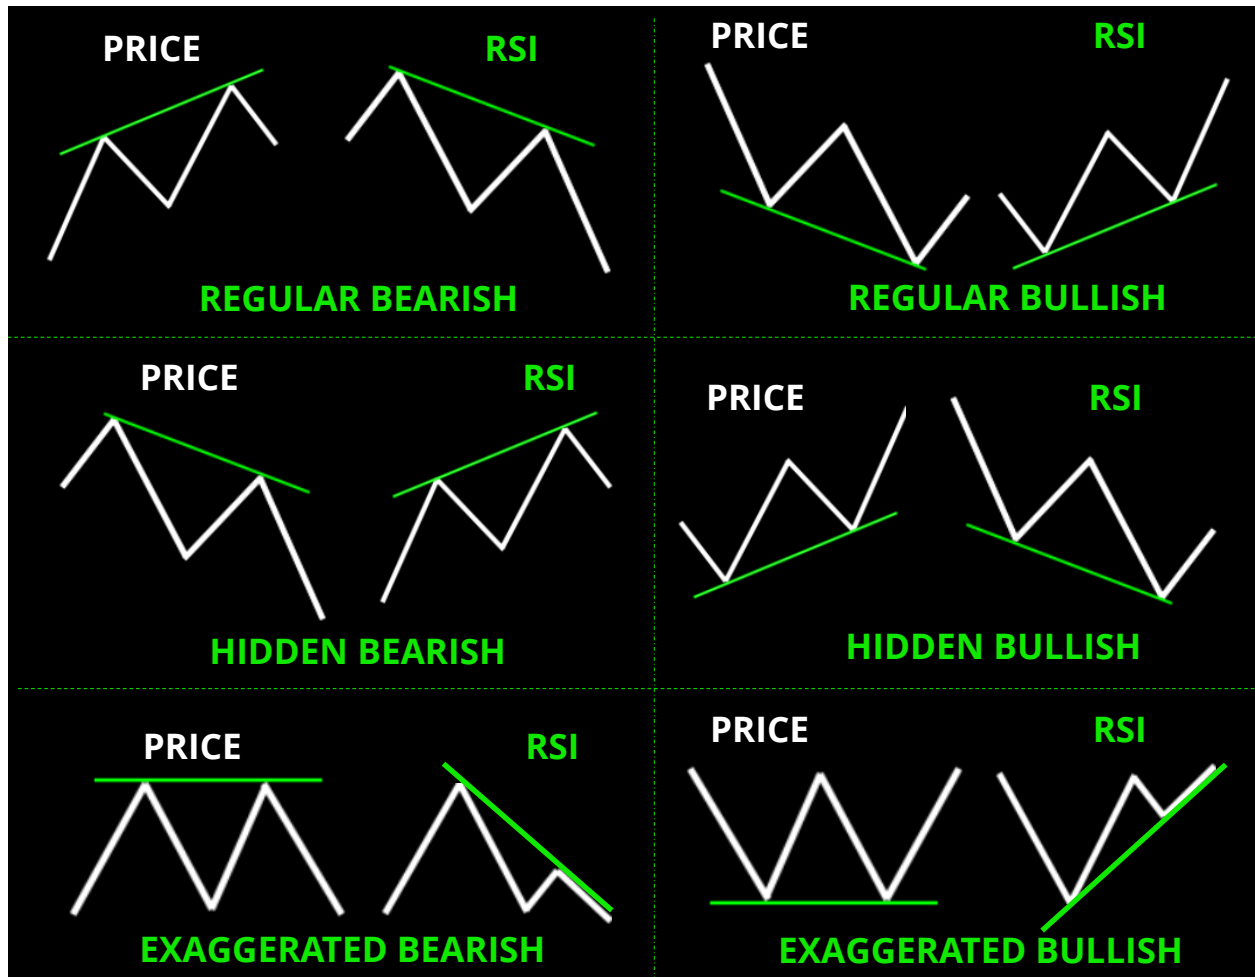 PRICE
RSI
REGULAR BEARISH
PRICE
RSI
REGULAR BULLISH
PRICE
RSI
HIDDEN BEARISH
PRICE
RSI
HIDDEN BULLISH
PRICE
RSI
EXAGGERATED BEARISH
PRICE
RSI
EXAGGERATED BULLISH